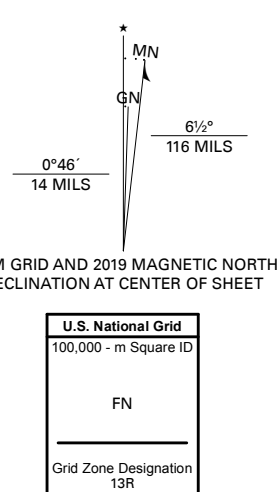 ★
MN
GN
6½°
116 MILS
0°46´
14 MILS
M GRID AND 2019 MAGNETIC NORTH
ECLINATION AT CENTER OF SHEET
U.S. National Grid
100,000 - m Square ID
FN
Grid Zone Designation
13R